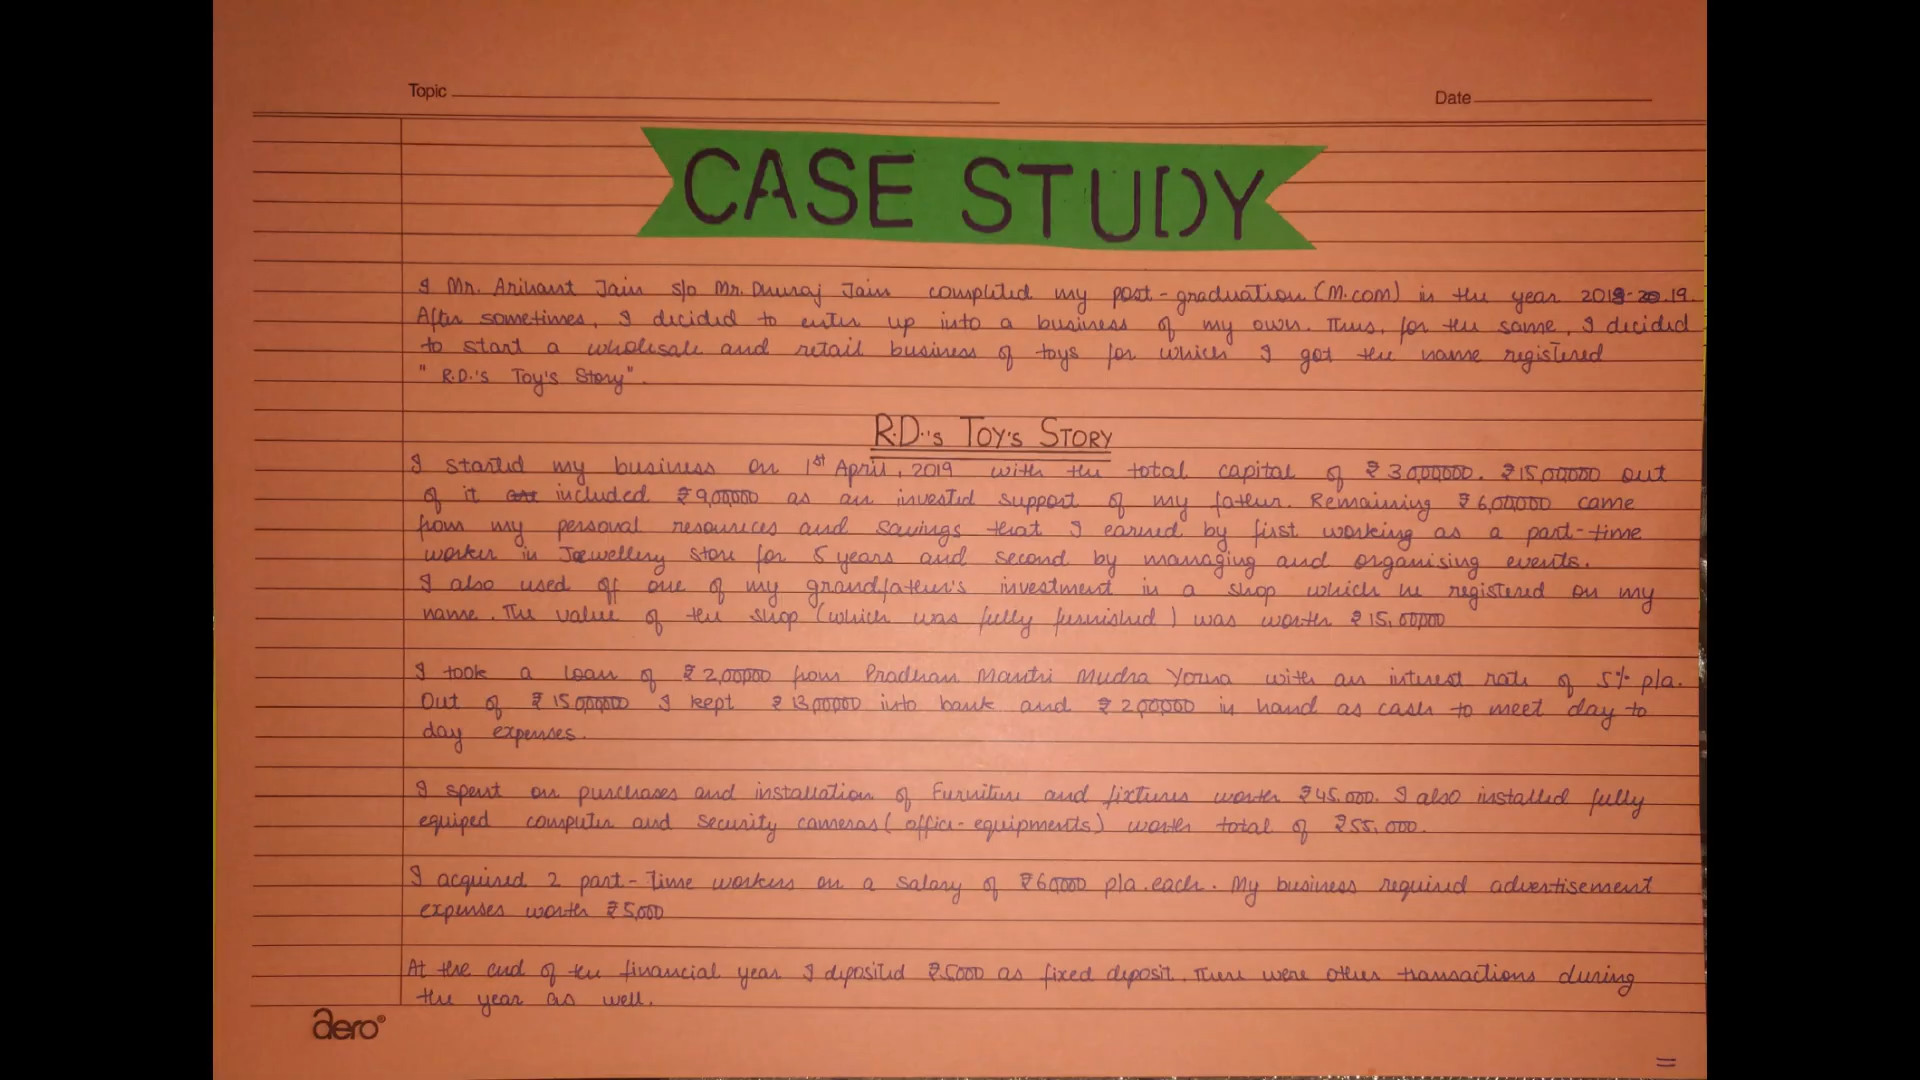 Topic
Date
CASE STUDY
I Mr. Arihant Jain s/o Mr. Dhuraj Jain completed my post-graduation (M.com) in the year 2018-19.
After sometimes, I decided to enter up into a business of my own. Thus, for the same, I decided
to start a wholesale and retail business of toys for which I got the name registered
" R.D.'s Toy's Story".
R.D.'s TOY'S STORY
I started my business on 1st April, 2019 with the total capital of ₹ 30,00,000. ₹15,00,000 out
of it included ₹9,00,000 as an invested support of my father. Remaining ₹ 6,00,000 came
from my personal resources and savings that I earned by first working as a part-time
worker in Jewellery store for 5 years and second by managing and organising events.
I also used off one of my grandfather's investment in a shop which he registered on my
name. The value of the shop (which was fully furnished) was worth ₹15,00,000
I took a loan of ₹ 2,00,000 from Pradhan Mantri Mudra Yojna with an interest rate of 5% p/a.
Out of ₹ 15,00,000 I kept ₹ 13,00,000 into bank and ₹ 2,00,000 in hand as cash to meet day to
day expenses.
I spent on purchases and installation of Furniture and fixtures worth ₹45,000. I also installed fully
equiped computer and security cameras (office-equipments) worth total of ₹55,000.
I acquired 2 part-time workers on a salary of ₹60,000 p/a each. My business required advertisement
expenses worth ₹5,000
At the end of the financial year I deposited ₹5000 as fixed deposit. There were other transactions during
the year as well.
aero®